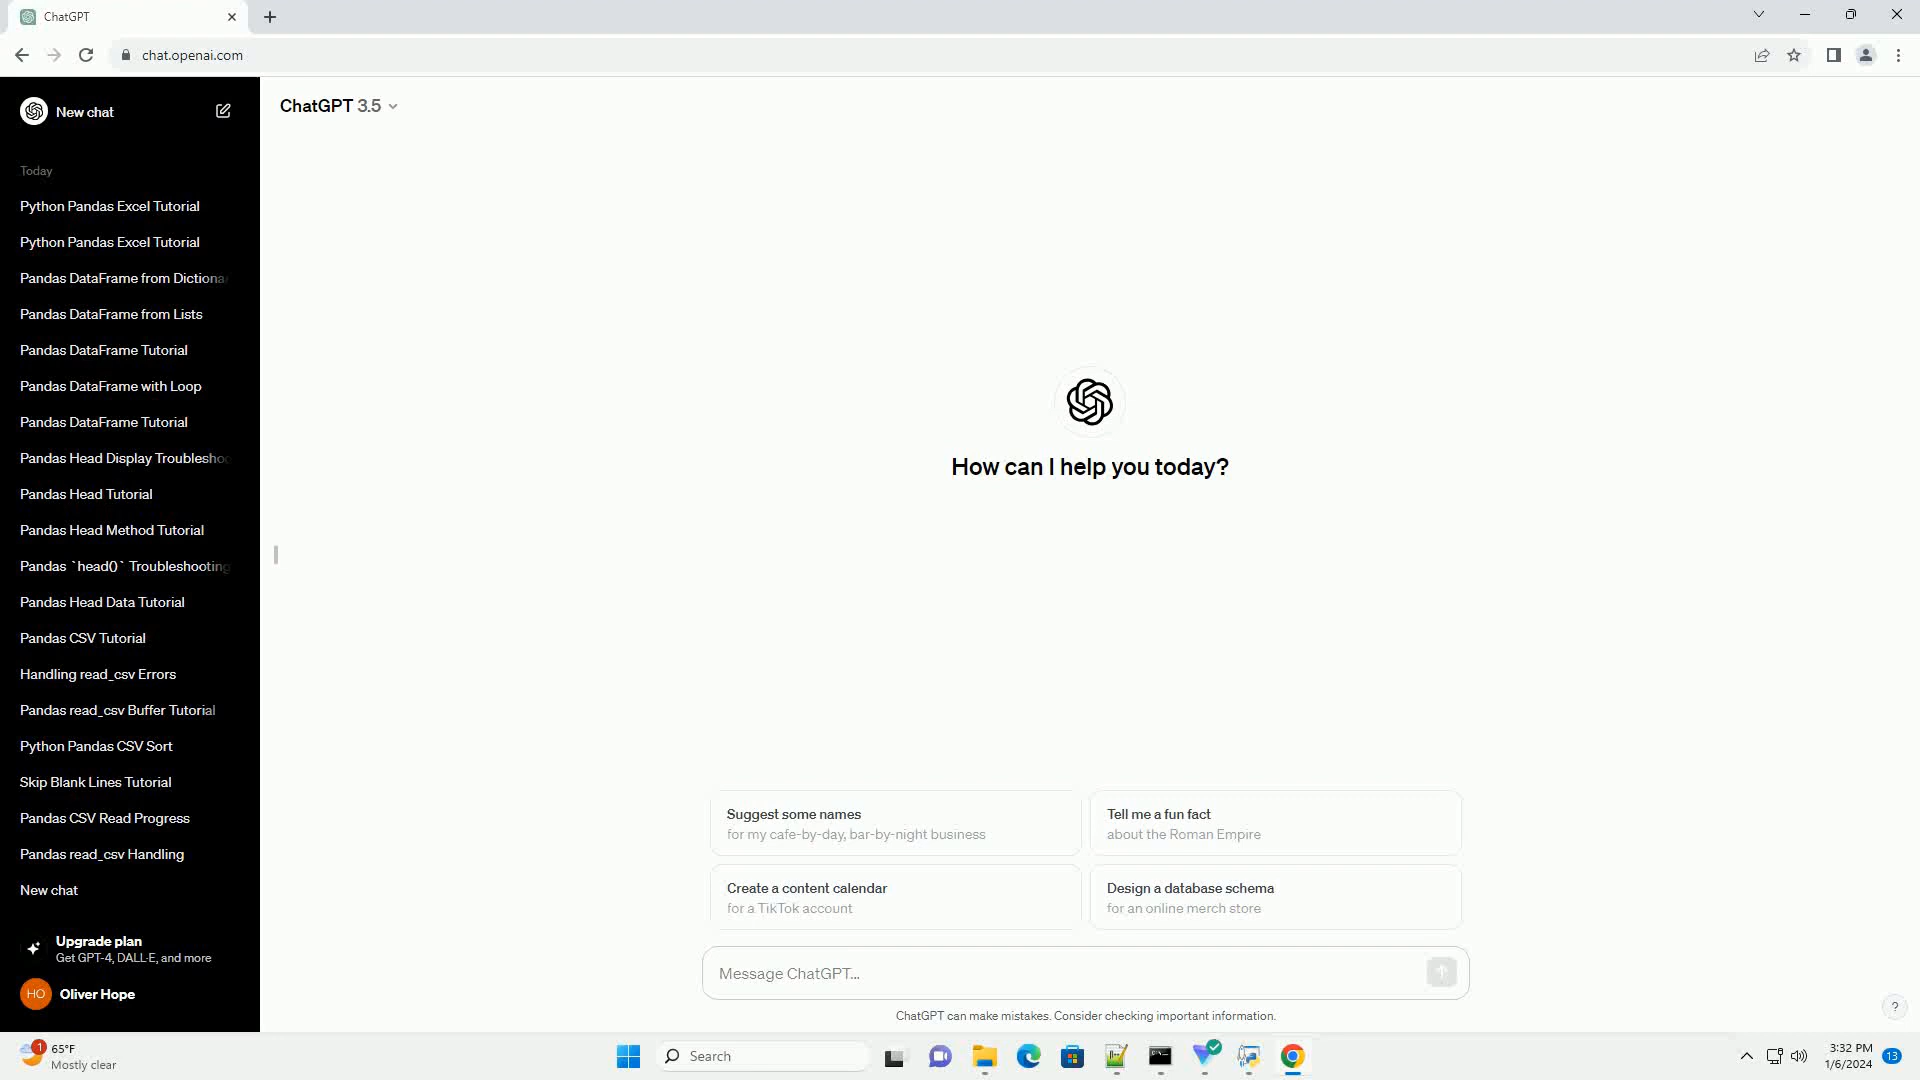 ChatGPT
chat.openai.com
New chat
ChatGPT 3.5
Today
Python Pandas Excel Tutorial
Python Pandas Excel Tutorial
Pandas DataFrame from Dictiona
Pandas DataFrame from Lists
Pandas DataFrame Tutorial
Pandas DataFrame with Loop
Pandas DataFrame Tutorial
Pandas Head Display Troubleshoo
Pandas Head Tutorial
Pandas Head Method Tutorial
Pandas `head()` Troubleshooting
Pandas Head Data Tutorial
Pandas CSV Tutorial
Handling read_csv Errors
Pandas read_csv Buffer Tutorial
Python Pandas CSV Sort
Skip Blank Lines Tutorial
Pandas CSV Read Progress
Pandas read_csv Handling
New chat
Upgrade plan
Get GPT-4, DALL·E, and more
HO Oliver Hope
How can I help you today?
Suggest some names
for my cafe-by-day, bar-by-night business
Tell me a fun fact
about the Roman Empire
Create a content calendar
for a TikTok account
Design a database schema
for an online merch store
Message ChatGPT...
ChatGPT can make mistakes. Consider checking important information.
?
1
65°F
Mostly clear
Search
3:32 PM
1/6/2024
13